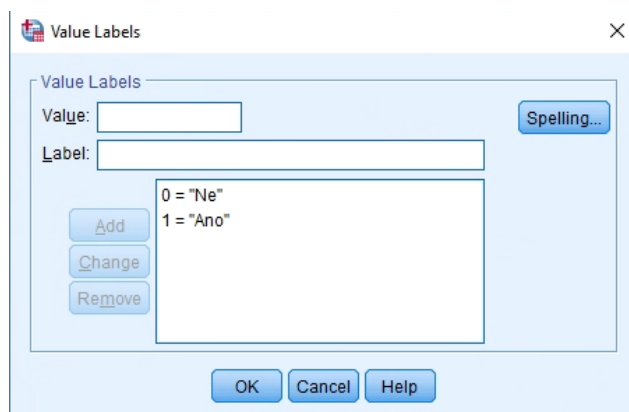 Value Labels
Value Labels
Value:
Spelling...
Label:
0 = "Ne"
1 = "Ano"
Add
Change
Remove
OK Cancel Help